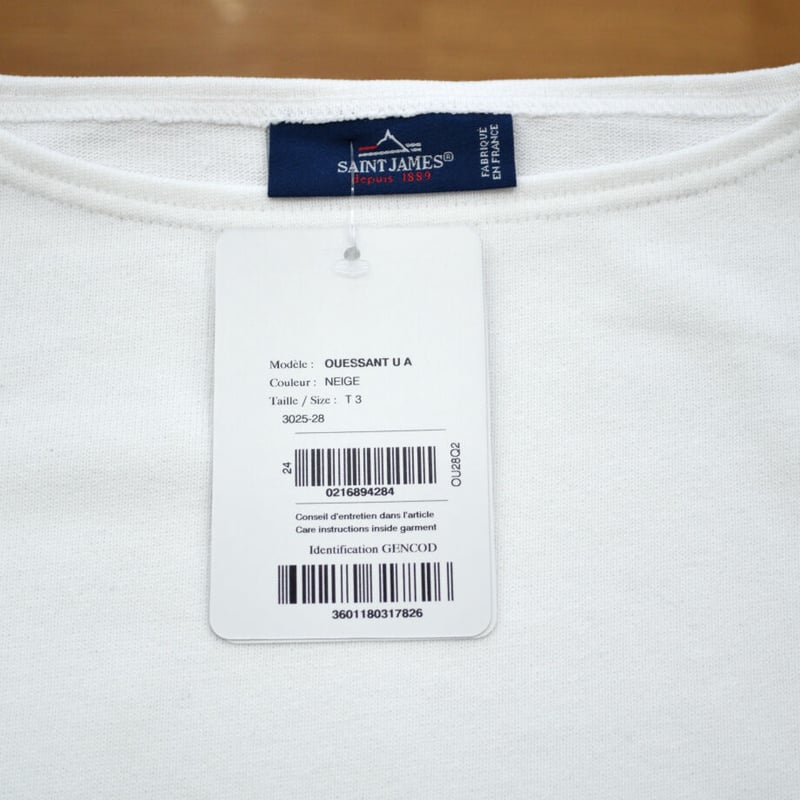 SAINT JAMES®
depuis 1889
FABRIQUÉ
EN FRANCE
Modèle : OUESSANT U A
Couleur : NEIGE
Taille / Size : T 3
3025-28
24
OU28Q2
0216894284
Conseil d'entretien dans l'article
Care instructions inside garment
Identification GENCOD
3601180317826